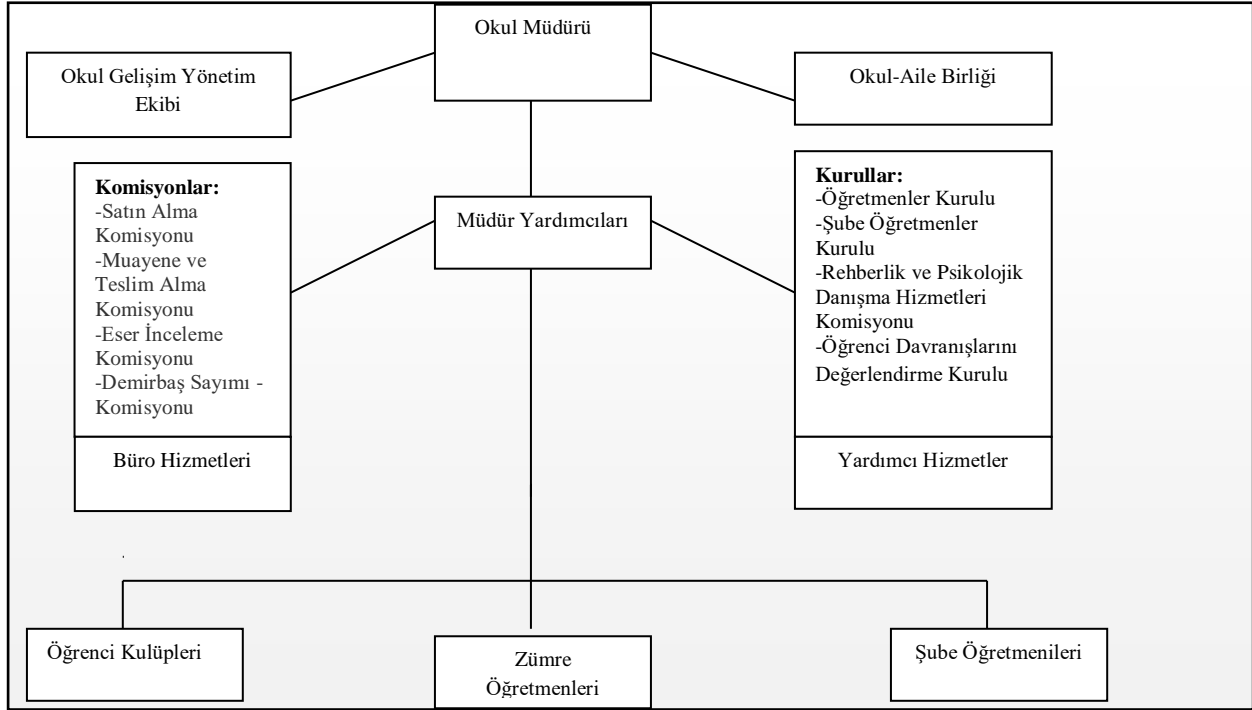 Okul Müdürü
Okul Gelişim Yönetim
Ekibi
Okul-Aile Birliği
Komisyonlar:
-Satın Alma
Komisyonu
-Muayene ve
Teslim Alma
Komisyonu
-Eser İnceleme
Komisyonu
-Demirbaş Sayımı -
Komisyonu
Müdür Yardımcıları
Kurullar:
-Öğretmenler Kurulu
-Şube Öğretmenler
Kurulu
-Rehberlik ve Psikolojik
Danışma Hizmetleri
Komisyonu
-Öğrenci Davranışlarını
Değerlendirme Kurulu
Büro Hizmetleri
Yardımcı Hizmetler
Öğrenci Kulüpleri
Zümre
Öğretmenleri
Şube Öğretmenileri